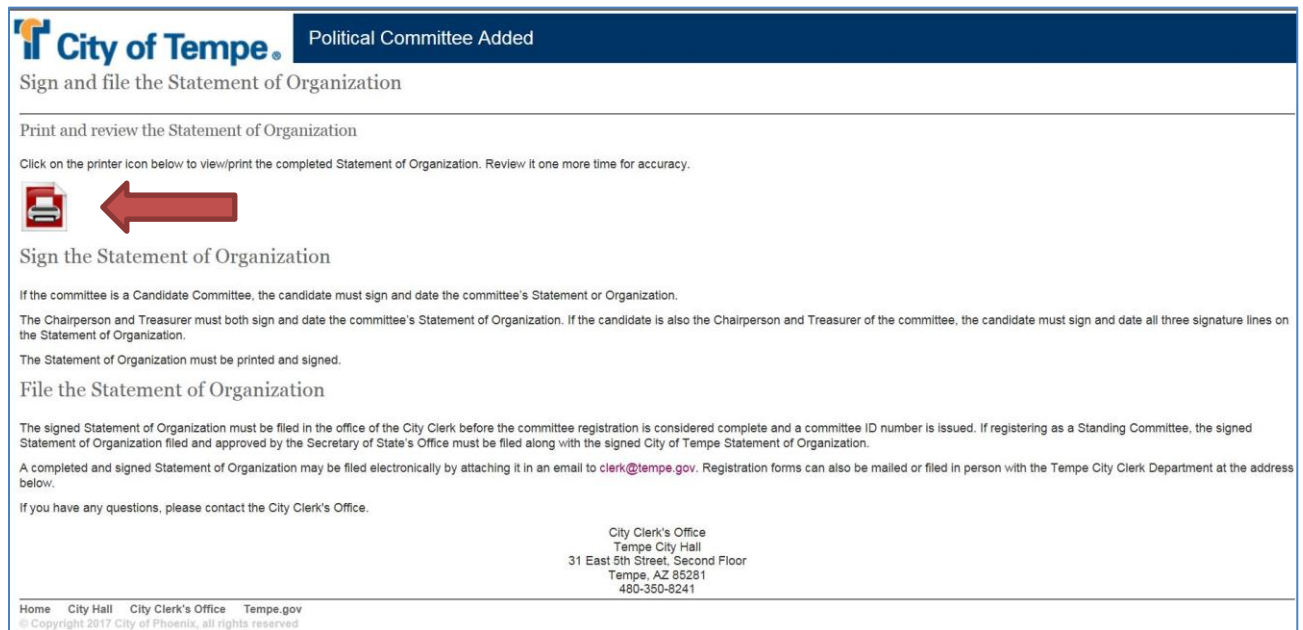 City of Tempe®
Political Committee Added
Sign and file the Statement of Organization
Print and review the Statement of Organization
Click on the printer icon below to view/print the completed Statement of Organization. Review it one more time for accuracy.
Sign the Statement of Organization
If the committee is a Candidate Committee, the candidate must sign and date the committee's Statement or Organization.
The Chairperson and Treasurer must both sign and date the committee's Statement of Organization. If the candidate is also the Chairperson and Treasurer of the committee, the candidate must sign and date all three signature lines on
the Statement of Organization.
The Statement of Organization must be printed and signed.
File the Statement of Organization
The signed Statement of Organization must be filed in the office of the City Clerk before the committee registration is considered complete and a committee ID number is issued. If registering as a Standing Committee, the signed
Statement of Organization filed and approved by the Secretary of State's Office must be filed along with the signed City of Tempe Statement of Organization.
A completed and signed Statement of Organization may be filed electronically by attaching it in an email to clerk@tempe.gov. Registration forms can also be mailed or filed in person with the Tempe City Clerk Department at the address
below.
If you have any questions, please contact the City Clerk's Office.
City Clerk's Office
Tempe City Hall
31 East 5th Street, Second Floor
Tempe, AZ 85281
480-350-8241
Home City Hall City Clerk's Office Tempe.gov
© Copyright 2017 City of Phoenix, all rights reserved